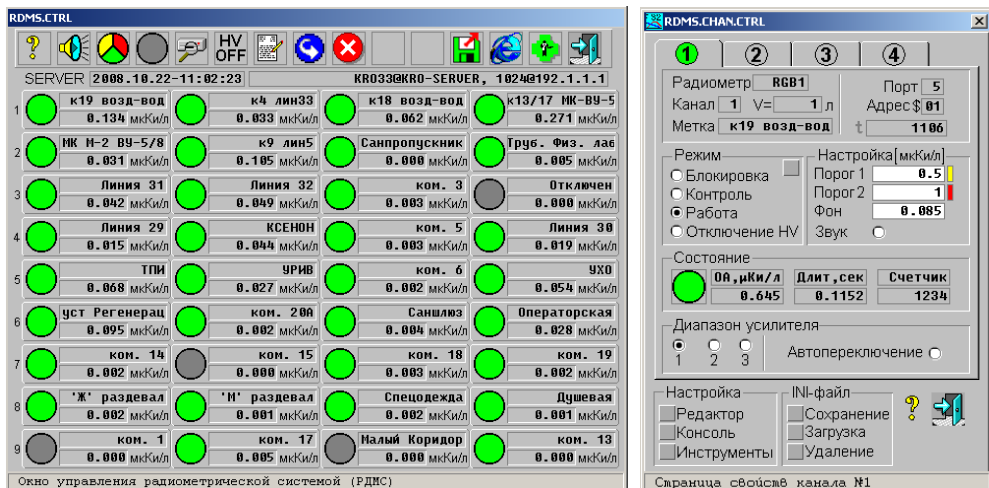 RDMS.CTRL
HV
OFF
SERVER 2008.10.22-11:02:23 KRO33@KRO-SERVER, 1024@192.1.1.1
1 к19 возд-вод к4 лин33 к18 возд-вод к13/17 МК-ВУ-5
0.134 мкКи/л 0.033 мкКи/л 0.062 мкКи/л 0.271 мкКи/л
2 МК М-2 ВУ-5/8 к9 лин5 Санпропускник Труб. Физ. лаб
0.031 мкКи/л 0.105 мкКи/л 0.000 мкКи/л 0.005 мкКи/л
3 Линия 31 Линия 32 ком. 3 Отключен
0.042 мкКи/л 0.049 мкКи/л 0.003 мкКи/л 0.000 мкКи/л
4 Линия 29 КСЕНОН ком. 5 Линия 30
0.015 мкКи/л 0.044 мкКи/л 0.003 мкКи/л 0.019 мкКи/л
5 ТПИ УРИВ ком. 6 УХО
0.068 мкКи/л 0.027 мкКи/л 0.002 мкКи/л 0.054 мкКи/л
6 уст Регенерац ком. 20А Саншлюз Операторская
0.095 мкКи/л 0.002 мкКи/л 0.004 мкКи/л 0.028 мкКи/л
7 ком. 14 ком. 15 ком. 18 ком. 19
0.002 мкКи/л 0.000 мкКи/л 0.003 мкКи/л 0.002 мкКи/л
8 'Ж' раздевал 'М' раздевал Спецодежда Душевая
0.002 мкКи/л 0.001 мкКи/л 0.002 мкКи/л 0.001 мкКи/л
9 ком. 1 ком. 17 Малый Коридор ком. 13
0.000 мкКи/л 0.005 мкКи/л 0.000 мкКи/л 0.000 мкКи/л
Окно управления радиометрической системой (РДМС)
RDMS.CHAN.CTRL
1 2 3 4
Радиометр RGB1 Порт 5
Канал 1 V= 1 л Адрес$ 01
Метка к19 возд-вод t 1106
Режим Настройка[мкКи/л]
Блокировка Порог 1 0.5
Контроль Порог 2 1
Работа Фон 0.085
Отключение HV Звук
Состояние
ОА,μКи/л Длит,сек Счетчик
0.645 0.1152 1234
Диапазон усилителя
1 2 3 Автопереключение
Настройка INI-файл
Редактор Сохранение
Консоль Загрузка
Инструменты Удаление
Страница свойств канала №1